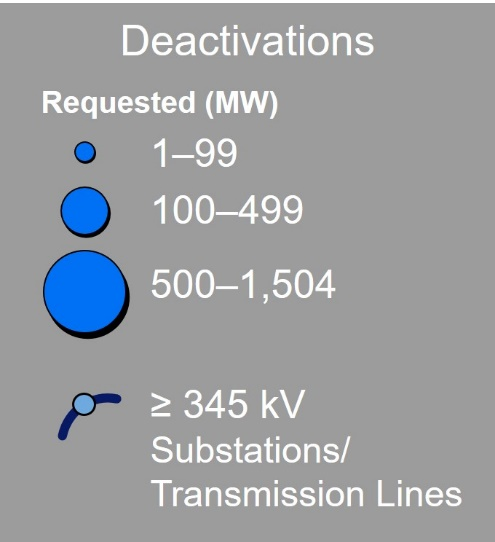 Deactivations
Requested (MW)
1–99
100–499
500–1,504
≥ 345 kV
Substations/
Transmission Lines